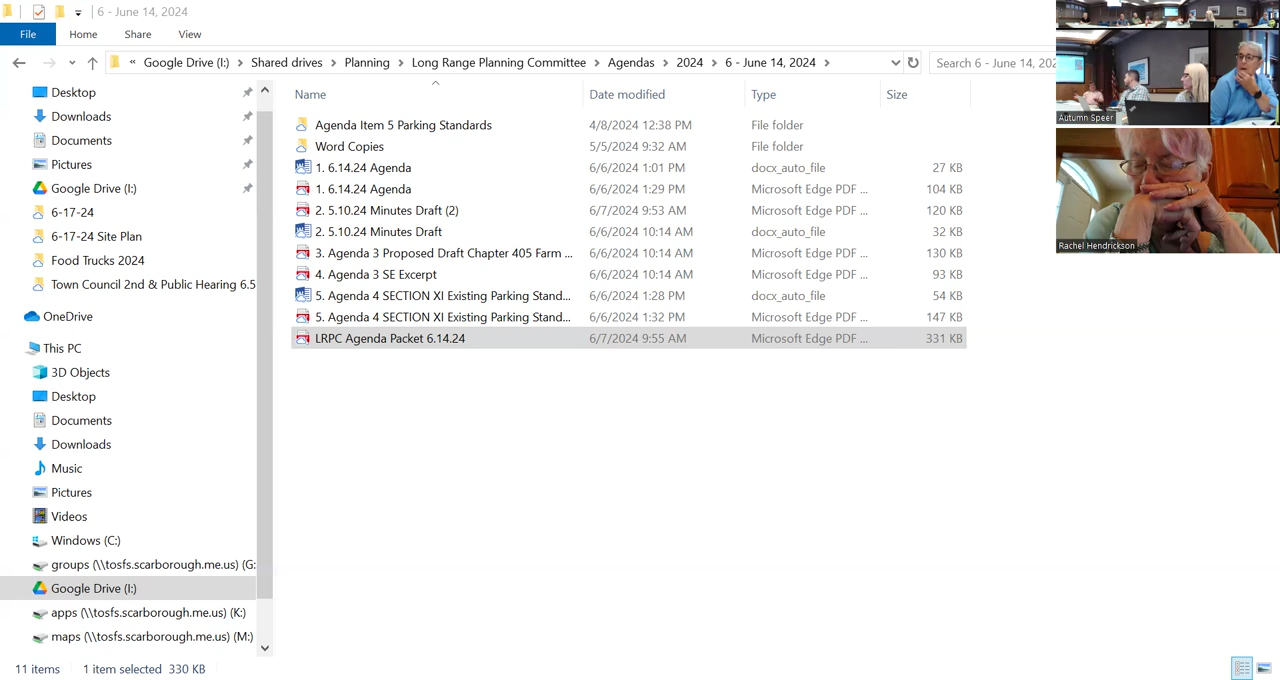 6 - June 14, 2024
File Home Share View
« Google Drive (I:) > Shared drives > Planning > Long Range Planning Committee > Agendas > 2024 > 6 - June 14, 2024 > Search 6 - June 14, 202
Name Date modified Type Size
Desktop
Downloads
Documents
Pictures
Google Drive (I:)
6-17-24
6-17-24 Site Plan
Food Trucks 2024
Town Council 2nd & Public Hearing 6.5
OneDrive
This PC
3D Objects
Desktop
Documents
Downloads
Music
Pictures
Videos
Windows (C:)
groups (\\tosfs.scarborough.me.us) (G:
Google Drive (I:)
apps (\\tosfs.scarborough.me.us) (K:)
maps (\\tosfs.scarborough.me.us) (M:)
Agenda Item 5 Parking Standards 4/8/2024 12:38 PM File folder
Word Copies 5/5/2024 9:32 AM File folder
1. 6.14.24 Agenda 6/6/2024 1:01 PM docx_auto_file 27 KB
1. 6.14.24 Agenda 6/6/2024 1:29 PM Microsoft Edge PDF ... 104 KB
2. 5.10.24 Minutes Draft (2) 6/7/2024 9:53 AM Microsoft Edge PDF ... 120 KB
2. 5.10.24 Minutes Draft 6/6/2024 10:14 AM docx_auto_file 32 KB
3. Agenda 3 Proposed Draft Chapter 405 Farm ... 6/6/2024 10:14 AM Microsoft Edge PDF ... 130 KB
4. Agenda 3 SE Excerpt 6/6/2024 10:14 AM Microsoft Edge PDF ... 93 KB
5. Agenda 4 SECTION XI Existing Parking Stand... 6/6/2024 1:28 PM docx_auto_file 54 KB
5. Agenda 4 SECTION XI Existing Parking Stand... 6/6/2024 1:32 PM Microsoft Edge PDF ... 147 KB
LRPC Agenda Packet 6.14.24 6/7/2024 9:55 AM Microsoft Edge PDF ... 331 KB
Autumn Speer
Rachel Hendrickson
11 items 1 item selected 330 KB